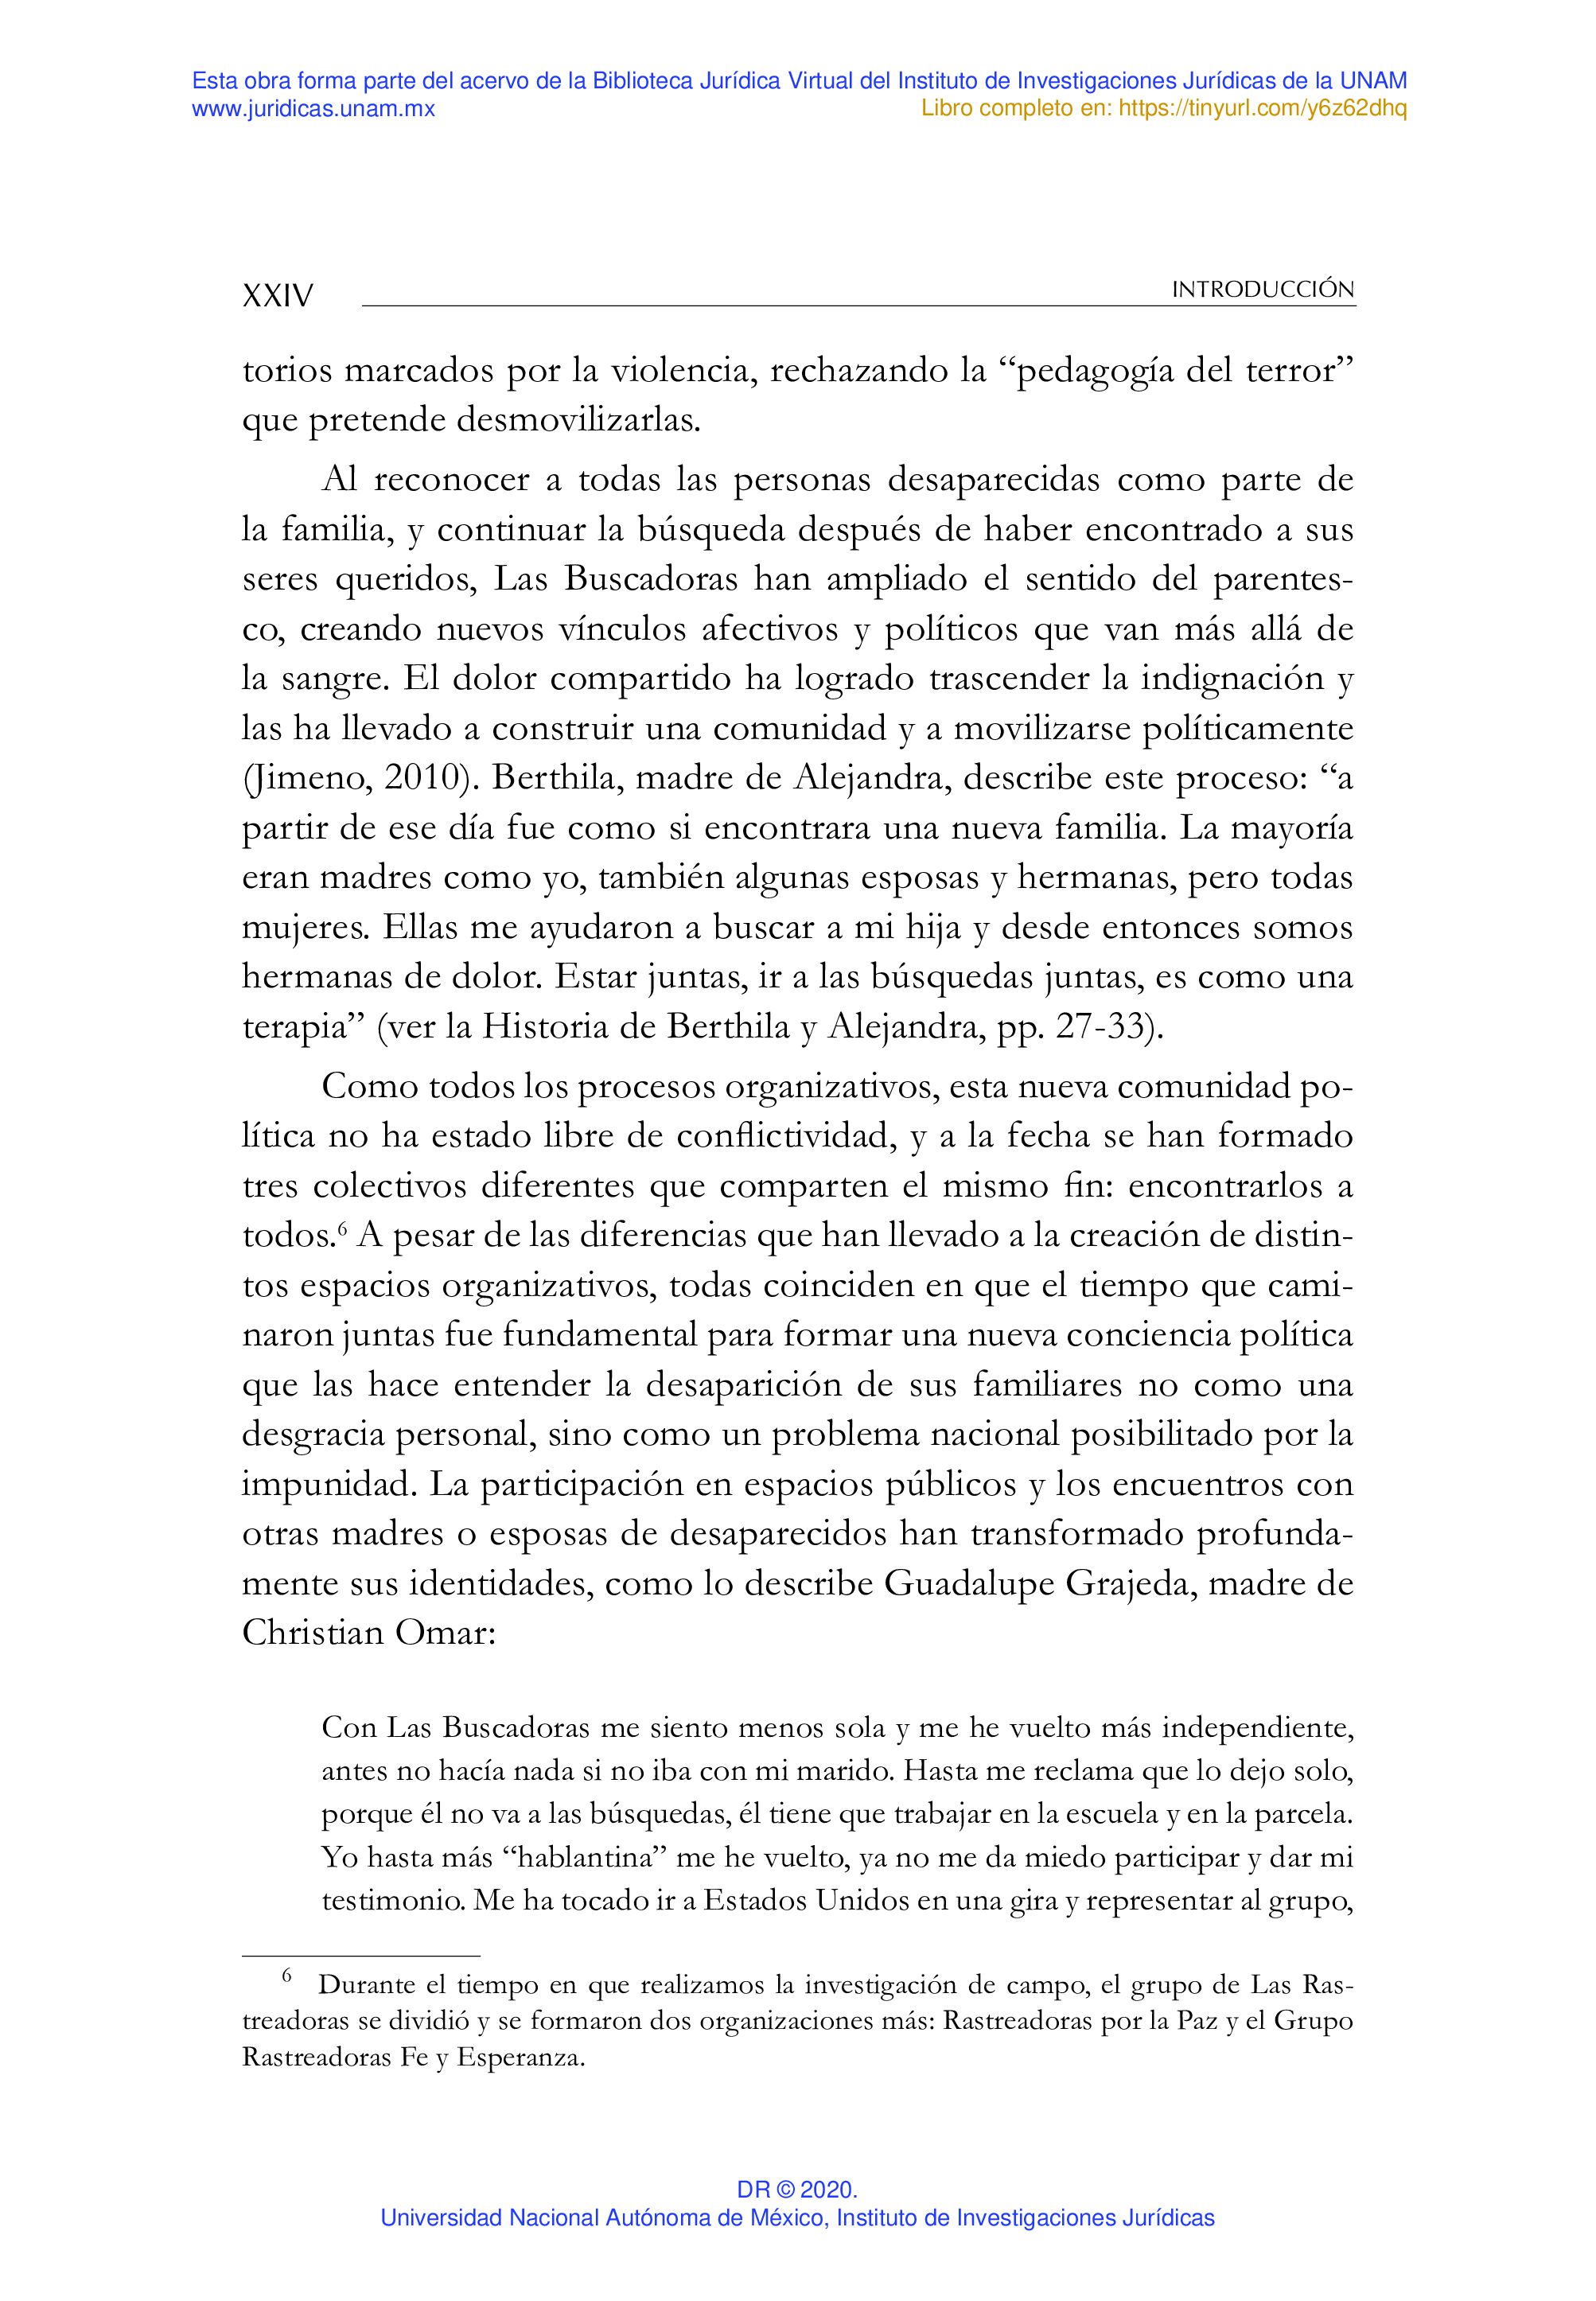 Esta obra forma parte del acervo de la Biblioteca Jurídica Virtual del Instituto de Investigaciones Jurídicas de la UNAM
www.juridicas.unam.mx
Libro completo en: https://tinyurl.com/y6z62dhq
XXIV
INTRODUCCIÓN
torios marcados por la violencia, rechazando la “pedagogía del terror”
que pretende desmovilizarlas.
Al reconocer a todas las personas desaparecidas como parte de
la familia, y continuar la búsqueda después de haber encontrado a sus
seres queridos, Las Buscadoras han ampliado el sentido del parentes-
co, creando nuevos vínculos afectivos y políticos que van más allá de
la sangre. El dolor compartido ha logrado trascender la indignación y
las ha llevado a construir una comunidad y a movilizarse políticamente
(Jimeno, 2010). Berthila, madre de Alejandra, describe este proceso: “a
partir de ese día fue como si encontrara una nueva familia. La mayoría
eran madres como yo, también algunas esposas y hermanas, pero todas
mujeres. Ellas me ayudaron a buscar a mi hija y desde entonces somos
hermanas de dolor. Estar juntas, ir a las búsquedas juntas, es como una
terapia” (ver la Historia de Berthila y Alejandra, pp. 27-33).
Como todos los procesos organizativos, esta nueva comunidad po-
lítica no ha estado libre de conflictividad, y a la fecha se han formado
tres colectivos diferentes que comparten el mismo fin: encontrarlos a
todos.⁶ A pesar de las diferencias que han llevado a la creación de distin-
tos espacios organizativos, todas coinciden en que el tiempo que cami-
naron juntas fue fundamental para formar una nueva conciencia política
que las hace entender la desaparición de sus familiares no como una
desgracia personal, sino como un problema nacional posibilitado por la
impunidad. La participación en espacios públicos y los encuentros con
otras madres o esposas de desaparecidos han transformado profunda-
mente sus identidades, como lo describe Guadalupe Grajeda, madre de
Christian Omar:
Con Las Buscadoras me siento menos sola y me he vuelto más independiente,
antes no hacía nada si no iba con mi marido. Hasta me reclama que lo dejo solo,
porque él no va a las búsquedas, él tiene que trabajar en la escuela y en la parcela.
Yo hasta más “hablantina” me he vuelto, ya no me da miedo participar y dar mi
testimonio. Me ha tocado ir a Estados Unidos en una gira y representar al grupo,
⁶ Durante el tiempo en que realizamos la investigación de campo, el grupo de Las Ras-
treadoras se dividió y se formaron dos organizaciones más: Rastreadoras por la Paz y el Grupo
Rastreadoras Fe y Esperanza.
DR © 2020.
Universidad Nacional Autónoma de México, Instituto de Investigaciones Jurídicas